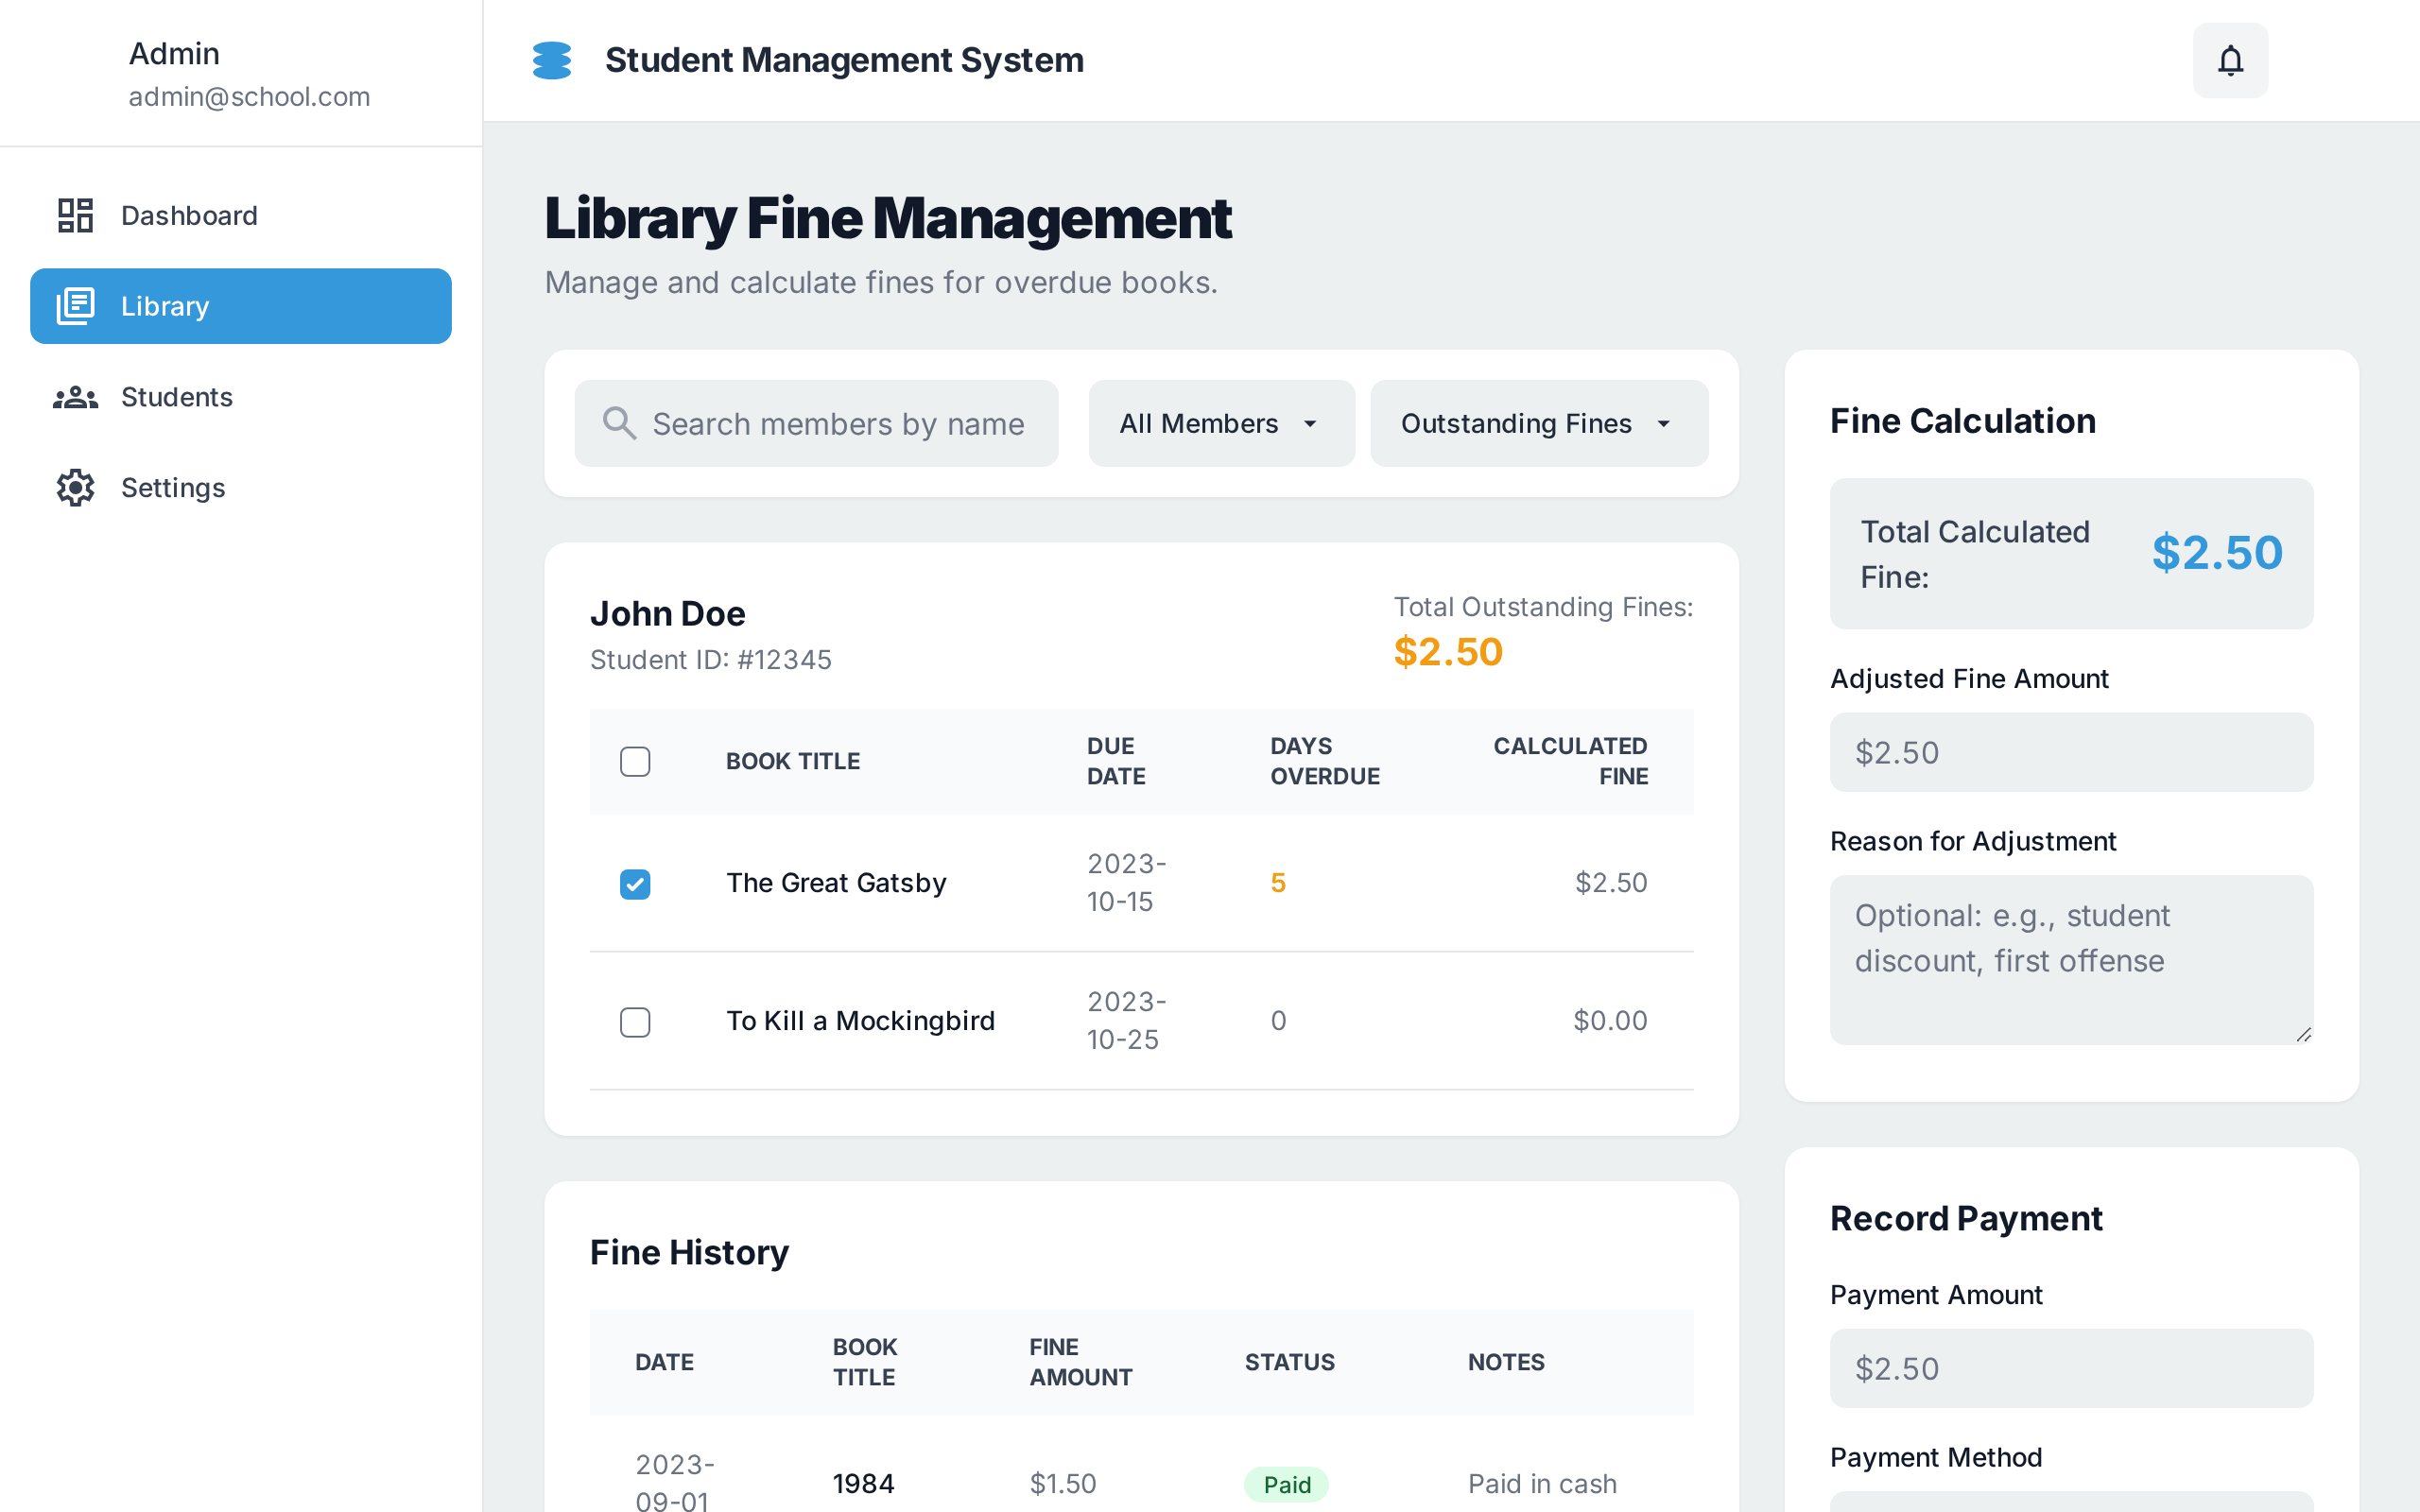 Admin
admin@school.com
Dashboard
Library
Students
Settings
Student Management System
Library Fine Management
Manage and calculate fines for overdue books.
Search members by name
All Members
Outstanding Fines
John Doe
Student ID: #12345
Total Outstanding Fines:
$2.50
BOOK TITLE
DUE
DATE
DAYS
OVERDUE
CALCULATED
FINE
The Great Gatsby
2023-
10-15
5
$2.50
To Kill a Mockingbird
2023-
10-25
0
$0.00
Fine History
DATE
BOOK
TITLE
FINE
AMOUNT
STATUS
NOTES
2023-
09-01
1984
$1.50
Paid
Paid in cash
Fine Calculation
Total Calculated
Fine:
$2.50
Adjusted Fine Amount
$2.50
Reason for Adjustment
Optional: e.g., student
discount, first offense
Record Payment
Payment Amount
$2.50
Payment Method